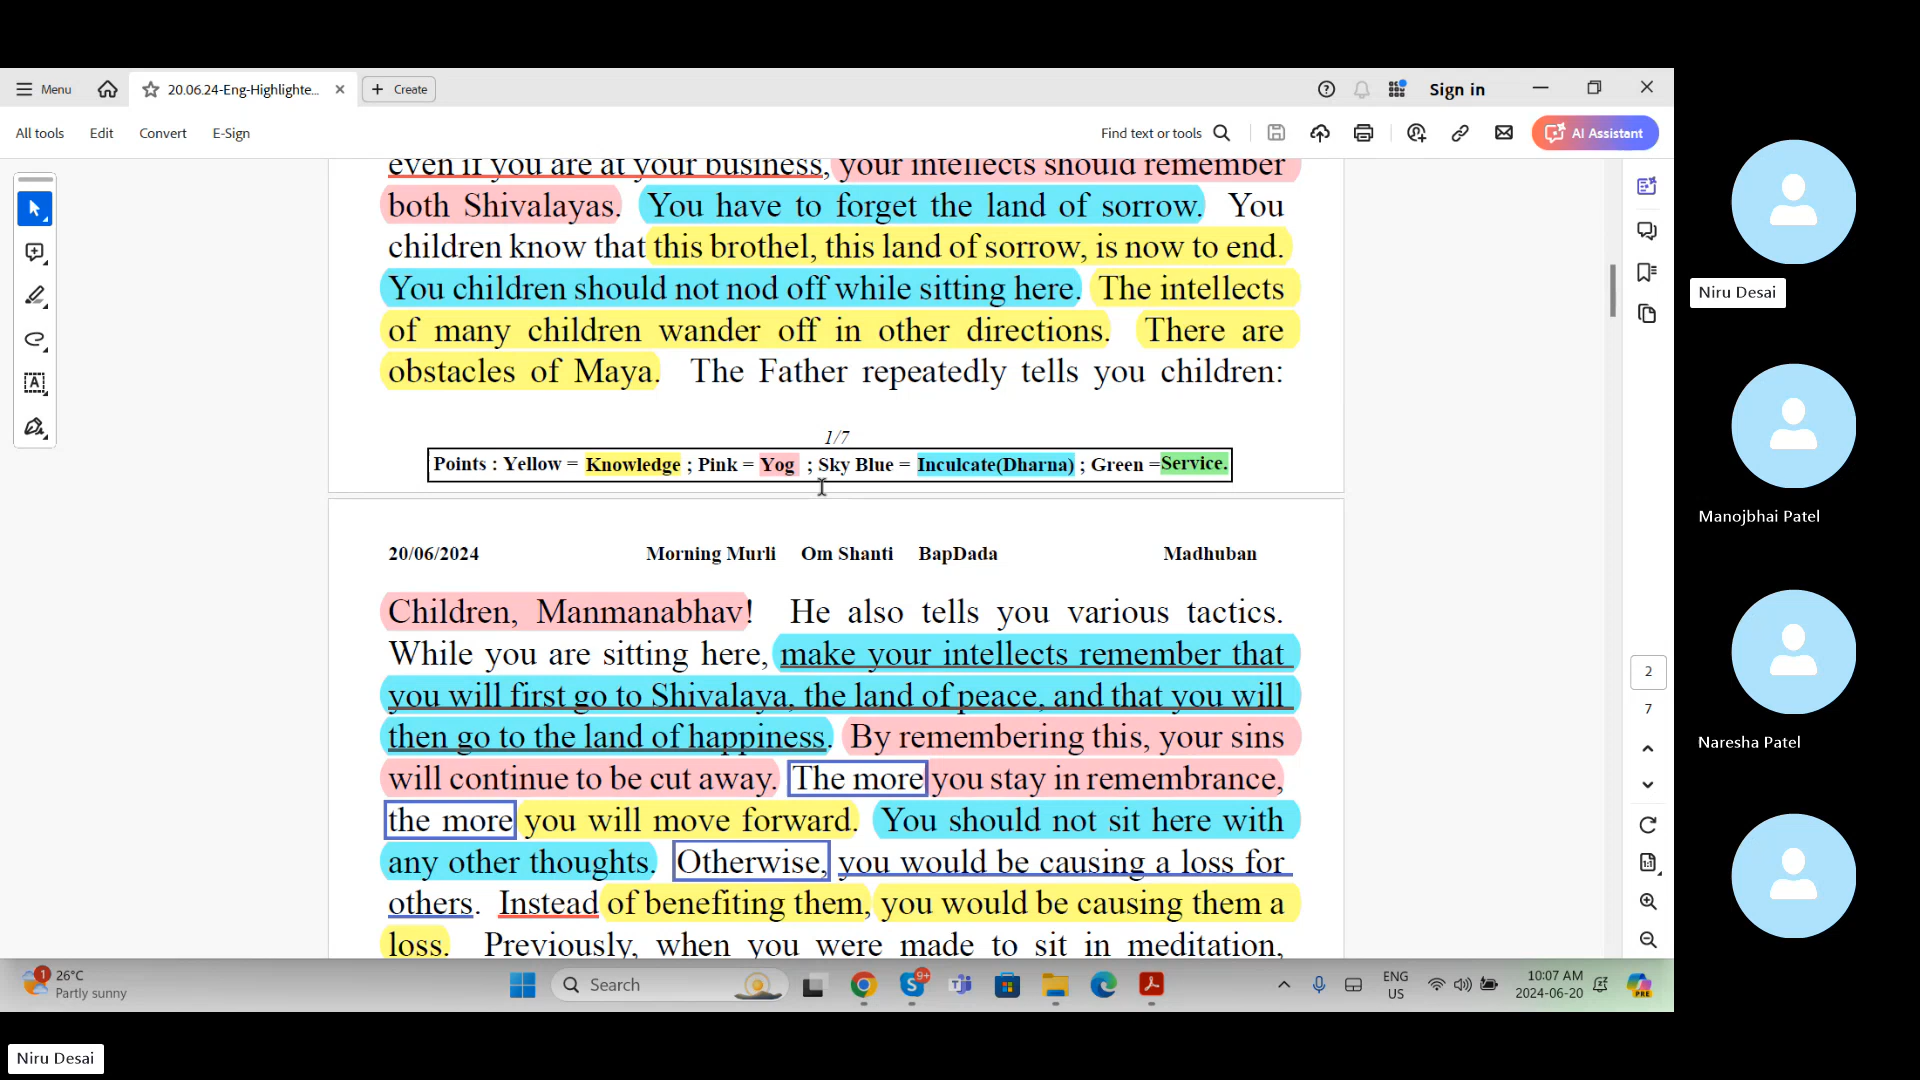 Menu
20.06.24-Eng-Highlighte...
Create
Sign in
All tools
Edit
Convert
E-Sign
Find text or tools
AI Assistant
even if you are at your business, your intellects should remember
both Shivalayas. You have to forget the land of sorrow. You
children know that this brothel, this land of sorrow, is now to end.
You children should not nod off while sitting here. The intellects
of many children wander off in other directions. There are
obstacles of Maya. The Father repeatedly tells you children:
1/7
Points : Yellow = Knowledge ; Pink = Yog ; Sky Blue = Inculcate(Dharna) ; Green =Service.
20/06/2024 Morning Murli Om Shanti BapDada Madhuban
Children, Manmanabhav! He also tells you various tactics.
While you are sitting here, make your intellects remember that
you will first go to Shivalaya, the land of peace, and that you will
then go to the land of happiness. By remembering this, your sins
will continue to be cut away. The more you stay in remembrance,
the more you will move forward. You should not sit here with
any other thoughts. Otherwise, you would be causing a loss for
others. Instead of benefiting them, you would be causing them a
loss. Previously, when you were made to sit in meditation,
2
7
1:1
Niru Desai
Manojbhai Patel
Naresha Patel
1
26°C
Partly sunny
Search
9+
ENG
US
10:07 AM
2024-06-20
PRE
Niru Desai